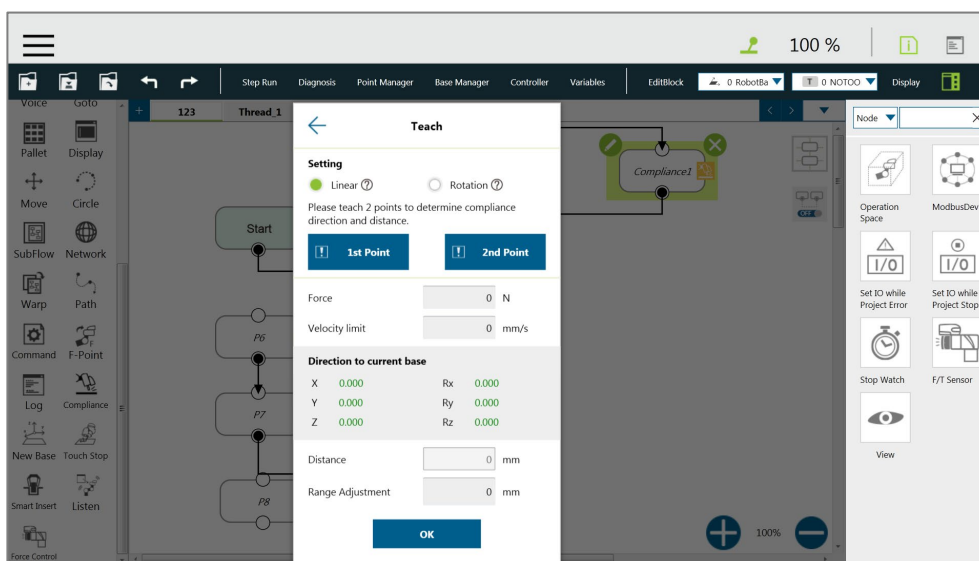 100 %
Step Run Diagnosis Point Manager Base Manager Controller Variables EditBlock 0 RobotBa T 0 NOTOO Display
Voice Goto
Pallet Display
Move Circle
SubFlow Network
Warp Path
Command F-Point
Log Compliance
New Base Touch Stop
Smart Insert Listen
Force Control
+ 123 Thread_1
Start
P6
P7
P8
Teach
Setting
Linear ? Rotation ?
Please teach 2 points to determine compliance
direction and distance.
! 1st Point ! 2nd Point
Force 0 N
Velocity limit 0 mm/s
Direction to current base
X 0.000 Rx 0.000
Y 0.000 Ry 0.000
Z 0.000 Rz 0.000
Distance 0 mm
Range Adjustment 0 mm
OK
Compliance1
OFF
100%
Node
Operation
Space
ModbusDev
I/O I/O
Set IO while
Project Error
Set IO while
Project Stop
Stop Watch F/T Sensor
View